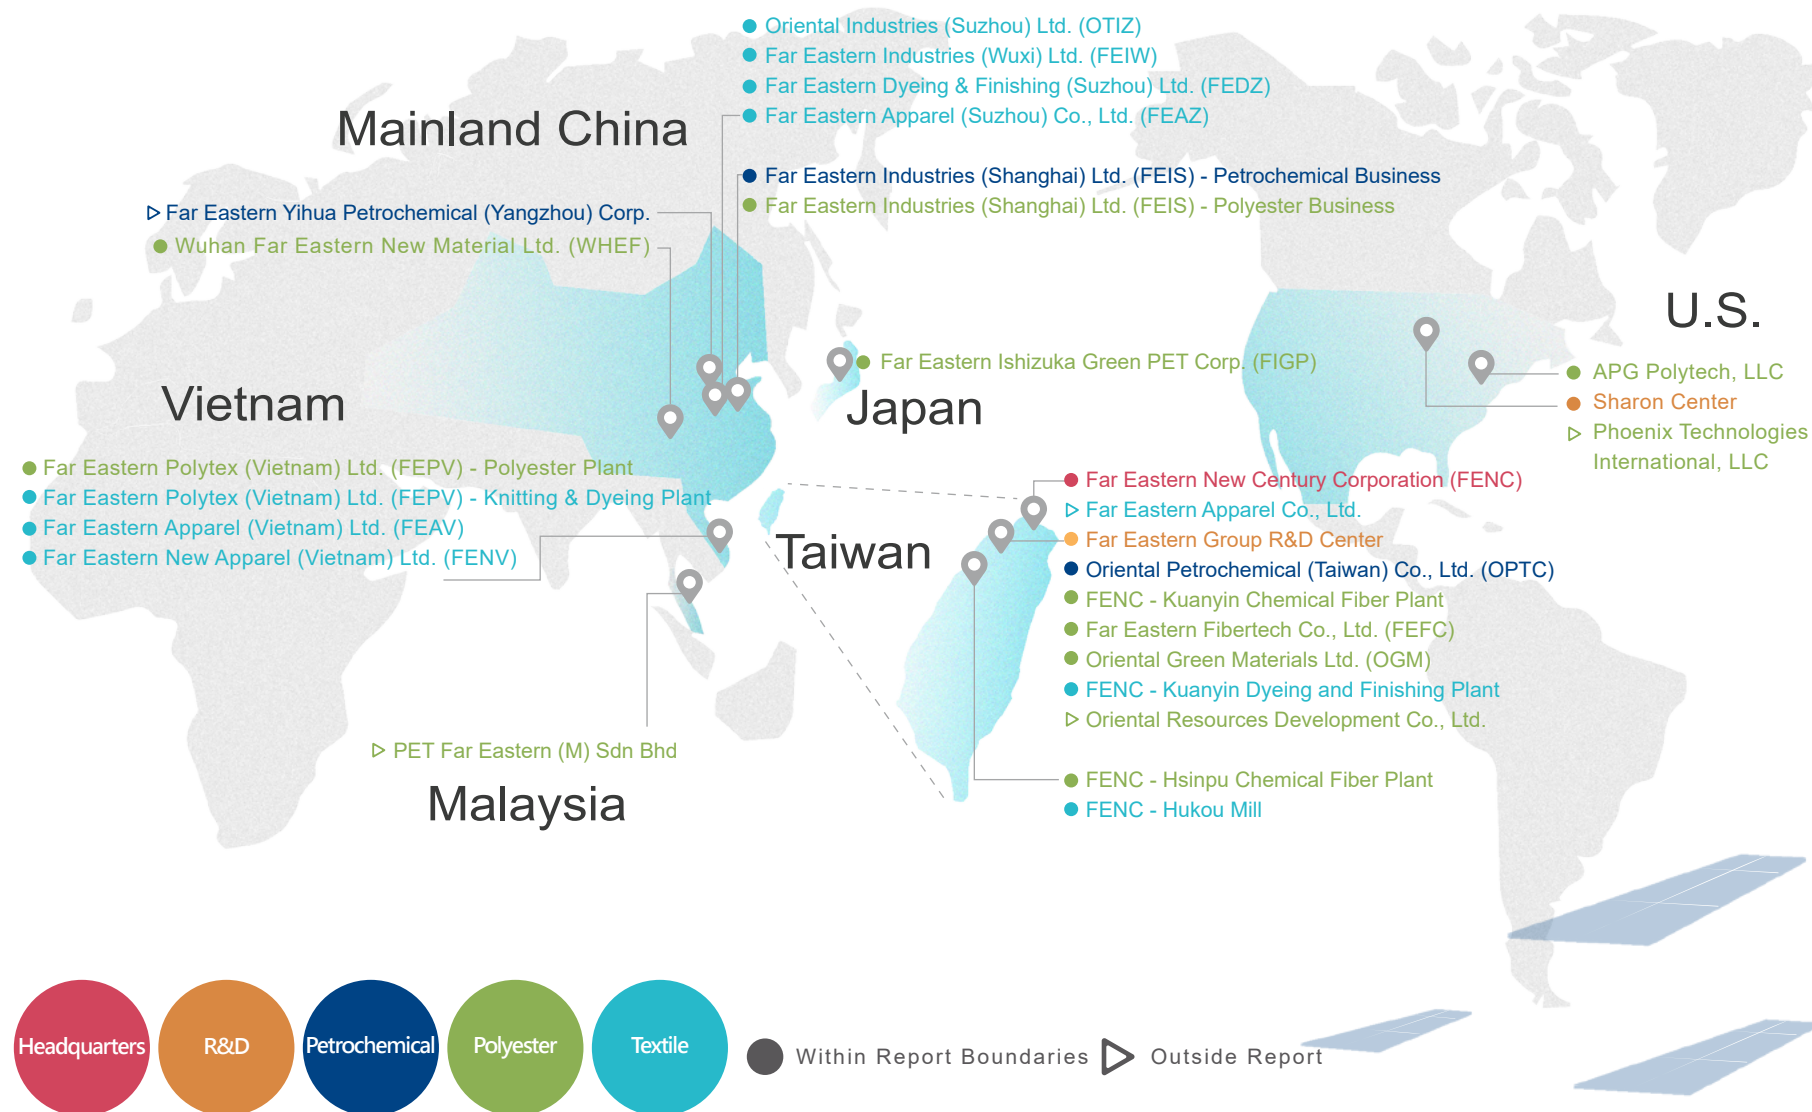 Oriental Industries (Suzhou) Ltd. (OTIZ)
Far Eastern Industries (Wuxi) Ltd. (FEIW)
Far Eastern Dyeing & Finishing (Suzhou) Ltd. (FEDZ)
Far Eastern Apparel (Suzhou) Co., Ltd. (FEAZ)
Mainland China
Far Eastern Industries (Shanghai) Ltd. (FEIS) - Petrochemical Business
Far Eastern Industries (Shanghai) Ltd. (FEIS) - Polyester Business
Far Eastern Yihua Petrochemical (Yangzhou) Corp.
Wuhan Far Eastern New Material Ltd. (WHEF)
U.S.
APG Polytech, LLC
Sharon Center
Phoenix Technologies
International, LLC
Far Eastern Ishizuka Green PET Corp. (FIGP)
Japan
Vietnam
Far Eastern Polytex (Vietnam) Ltd. (FEPV) - Polyester Plant
Far Eastern Polytex (Vietnam) Ltd. (FEPV) - Knitting & Dyeing Plant
Far Eastern Apparel (Vietnam) Ltd. (FEAV)
Far Eastern New Apparel (Vietnam) Ltd. (FENV)
Taiwan
Far Eastern New Century Corporation (FENC)
Far Eastern Apparel Co., Ltd.
Far Eastern Group R&D Center
Oriental Petrochemical (Taiwan) Co., Ltd. (OPTC)
FENC - Kuanyin Chemical Fiber Plant
Far Eastern Fibertech Co., Ltd. (FEFC)
Oriental Green Materials Ltd. (OGM)
FENC - Kuanyin Dyeing and Finishing Plant
Oriental Resources Development Co., Ltd.
FENC - Hsinpu Chemical Fiber Plant
FENC - Hukou Mill
PET Far Eastern (M) Sdn Bhd
Malaysia
Headquarters
R&D
Petrochemical
Polyester
Textile
Within Report Boundaries
Outside Report